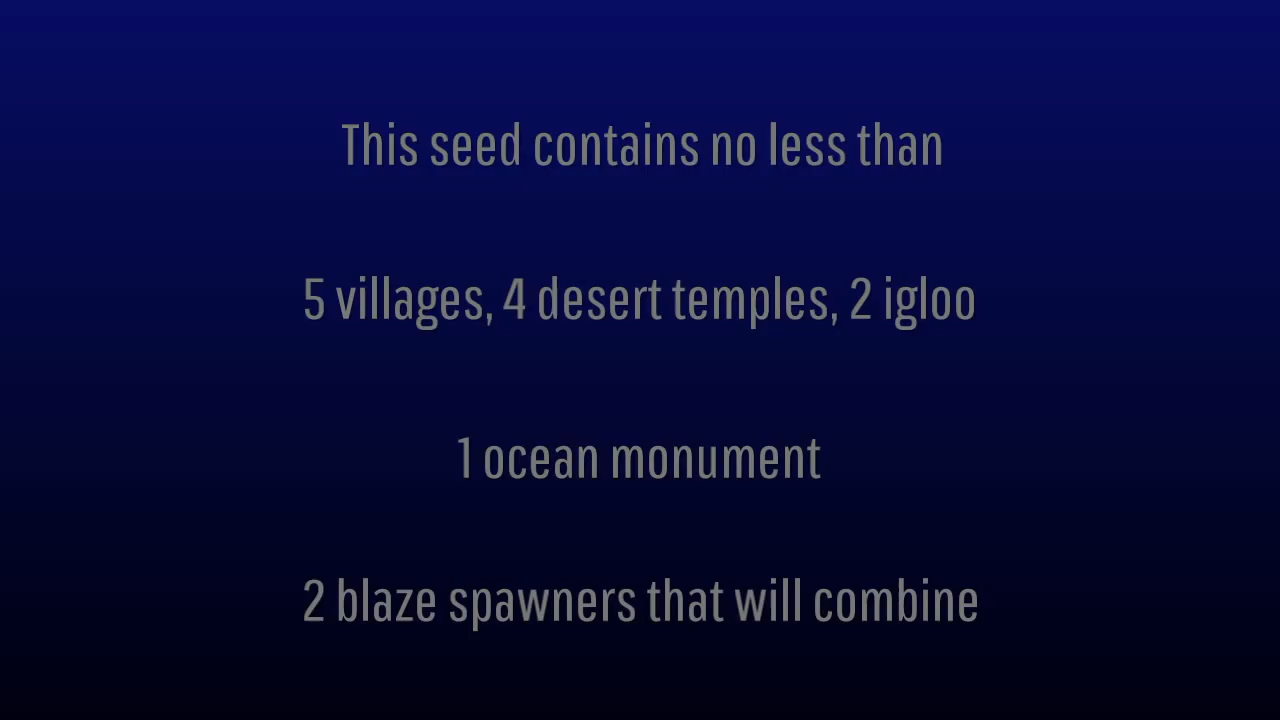 This seed contains no less than
5 villages, 4 desert temples, 2 igloo
1 ocean monument
2 blaze spawners that will combine